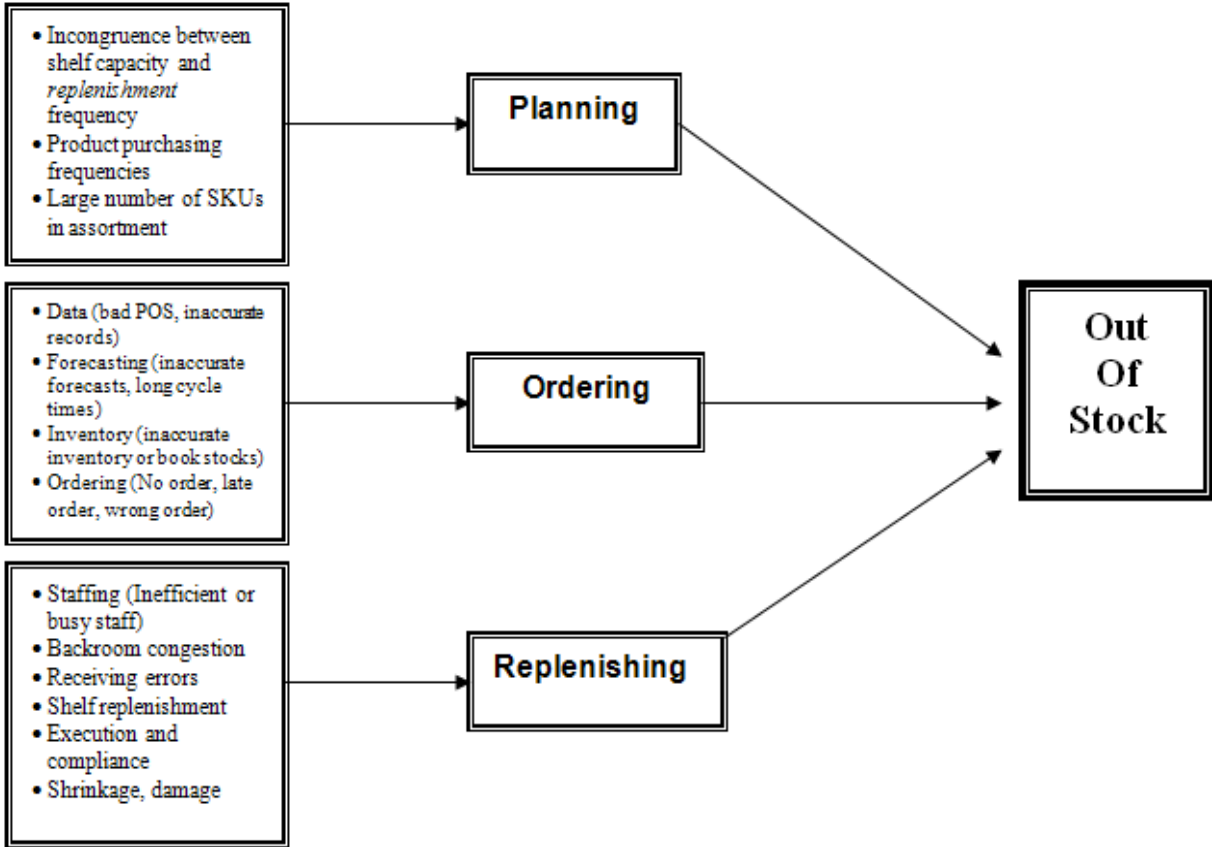 • Incongruence between
shelf capacity and
replenishment
frequency
• Product purchasing
frequencies
• Large number of SKUs
in assortment
Planning
• Data (bad POS, inaccurate
records)
• Forecasting (inaccurate
forecasts, long cycle
times)
• Inventory (inaccurate
inventory or book stocks)
• Ordering (No order, late
order, wrong order)
Ordering
• Staffing (Inefficient or
busy staff)
• Backroom congestion
• Receiving errors
• Shelf replenishment
• Execution and
compliance
• Shrinkage, damage
Replenishing
Out
Of
Stock